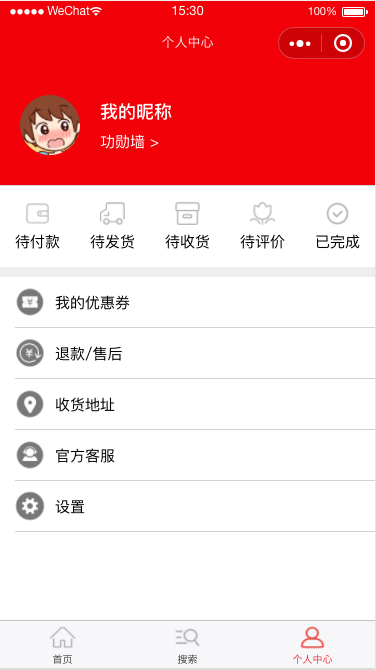 WeChat 15:30 100%
个人中心
我的昵称
功勋墙 >
待付款 待发货 待收货 待评价 已完成
我的优惠券
退款/售后
收货地址
官方客服
设置
首页 搜索 个人中心